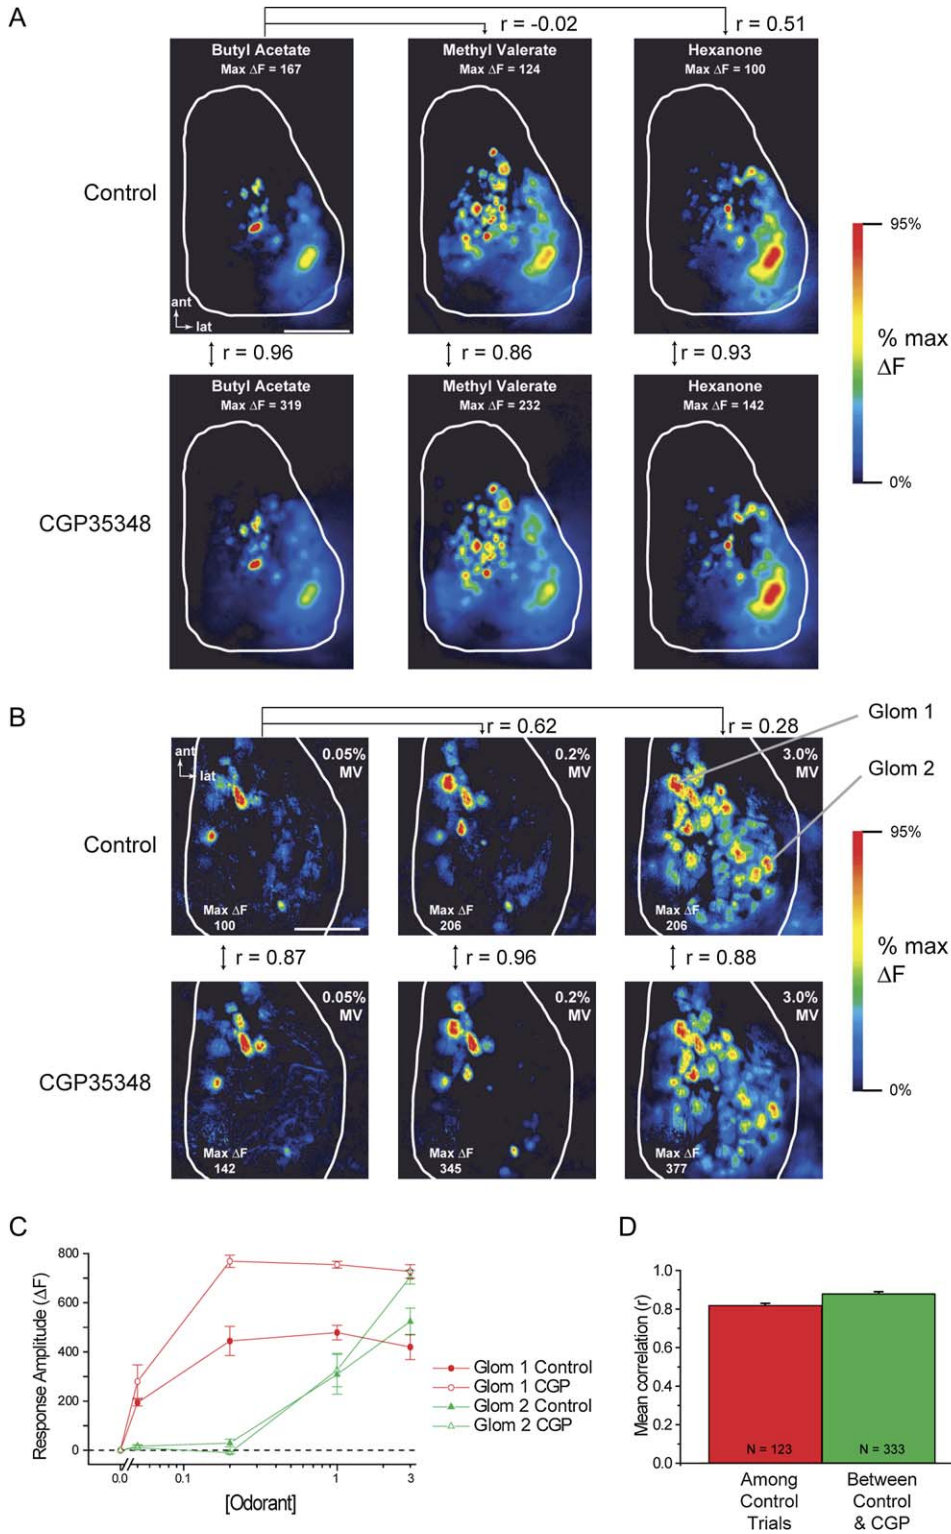 A
r = -0.02
r = 0.51
Butyl Acetate
Max ΔF = 167
Methyl Valerate
Max ΔF = 124
Hexanone
Max ΔF = 100
Control
ant
lat
95%
% max
ΔF
0%
r = 0.96
r = 0.86
r = 0.93
Butyl Acetate
Max ΔF = 319
Methyl Valerate
Max ΔF = 232
Hexanone
Max ΔF = 142
CGP35348
B
r = 0.62
r = 0.28
Glom 1
Glom 2
ant
lat
0.05%
MV
0.2%
MV
3.0%
MV
Control
Max ΔF
100
Max ΔF
206
Max ΔF
206
95%
% max
ΔF
0%
r = 0.87
r = 0.96
r = 0.88
0.05%
MV
0.2%
MV
3.0%
MV
CGP35348
Max ΔF
142
Max ΔF
345
Max ΔF
377
C
Response Amplitude (ΔF)
800
600
400
200
0
0.0
0.1
1
3
[Odorant]
Glom 1 Control
Glom 1 CGP
Glom 2 Control
Glom 2 CGP
D
Mean correlation (r)
1.0
0.8
0.6
0.4
0.2
0.0
N = 123
N = 333
Among
Control
Trials
Between
Control
& CGP